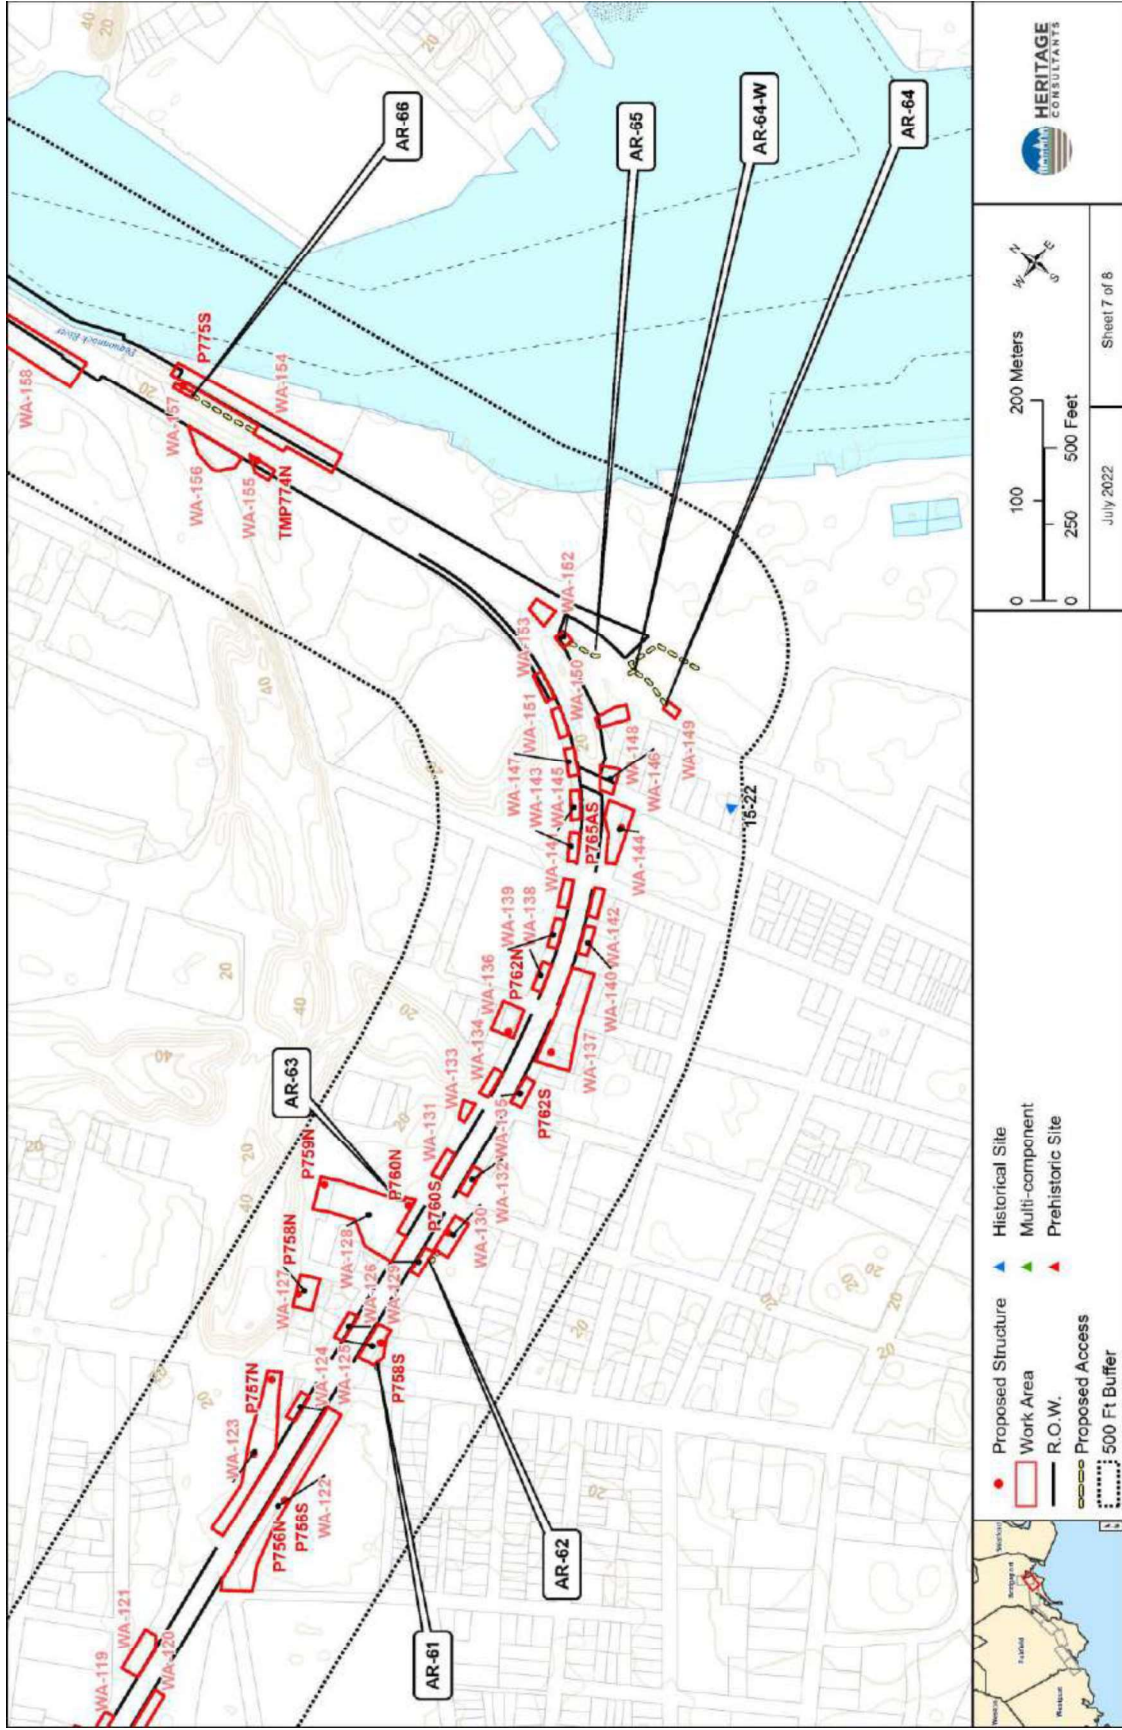 WA-119
WA-120
WA-121
WA-122
P756N
P756S
WA-123
P757N
WA-124
WA-125
WA-126
WA-127
P758N
P758S
WA-128
WA-129
P759N
P760N
P760S
WA-130
WA-131
WA-132
WA-133
WA-134
WA-135
WA-136
P762N
P762S
WA-137
WA-138
WA-139
WA-140
WA-142
WA-143
WA-144
WA-145
WA-146
WA-147
WA-148
WA-149
P765AS
WA-150
WA-151
WA-152
WA-153
WA-154
WA-155
WA-156
WA-157
WA-158
TMP774N
P775S
AR-61
AR-62
AR-63
AR-64
AR-64-W
AR-65
AR-66
15-22
20
40
Proposed Structure
Work Area
R.O.W.
Proposed Access
500 Ft Buffer
Historical Site
Multi-component
Prehistoric Site
0 100 200 Meters
0 250 500 Feet
July 2022
Sheet 7 of 8
N
E
S
W
HERITAGE
CONSULTANTS
Fairfield
Westport
Bridgeport